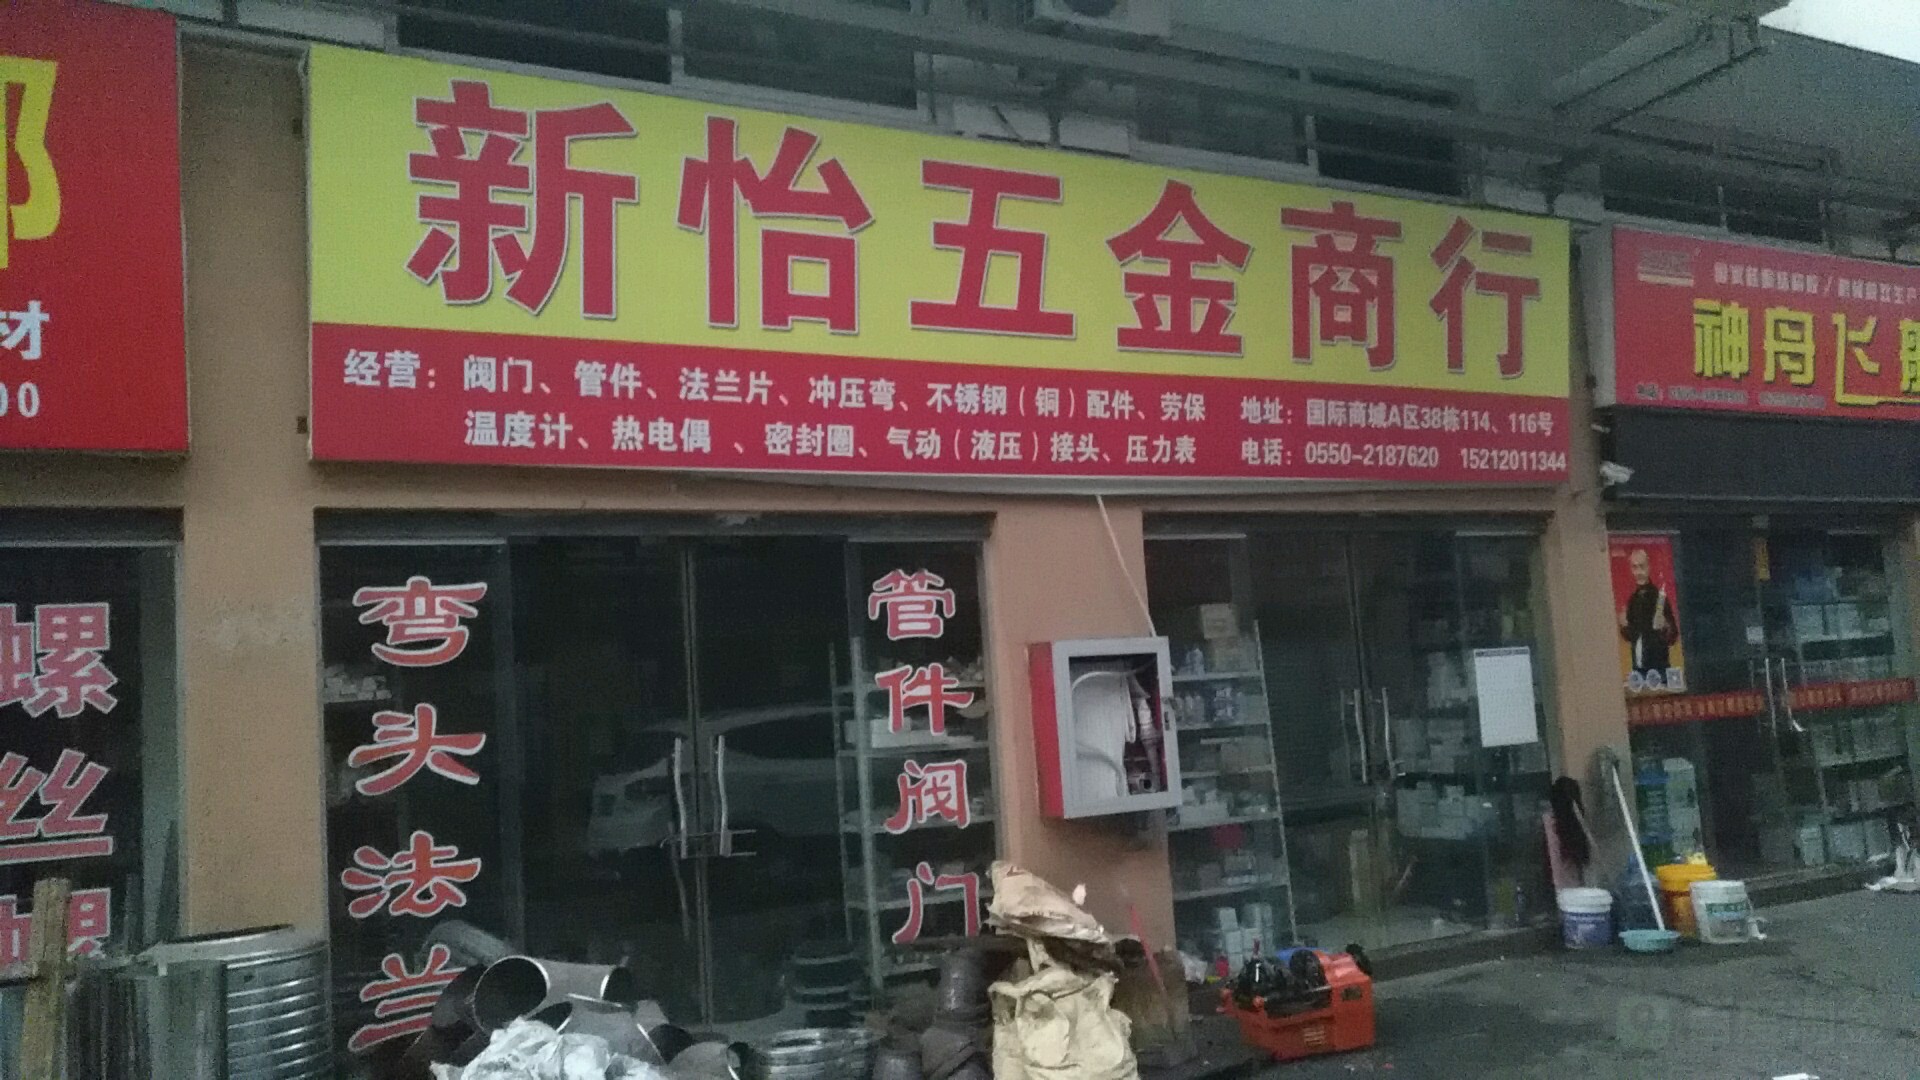 新怡五金商行
经营：阀门、管件、法兰片、冲压弯、不锈钢（铜）配件、劳保
温度计、热电偶 、密封圈、气动（液压）接头、压力表
地址：国际商城A区38栋114、116号
电话：0550-2187620 15212011344
弯头法兰
管件阀门
材
00
螺丝螺
神舟飞船